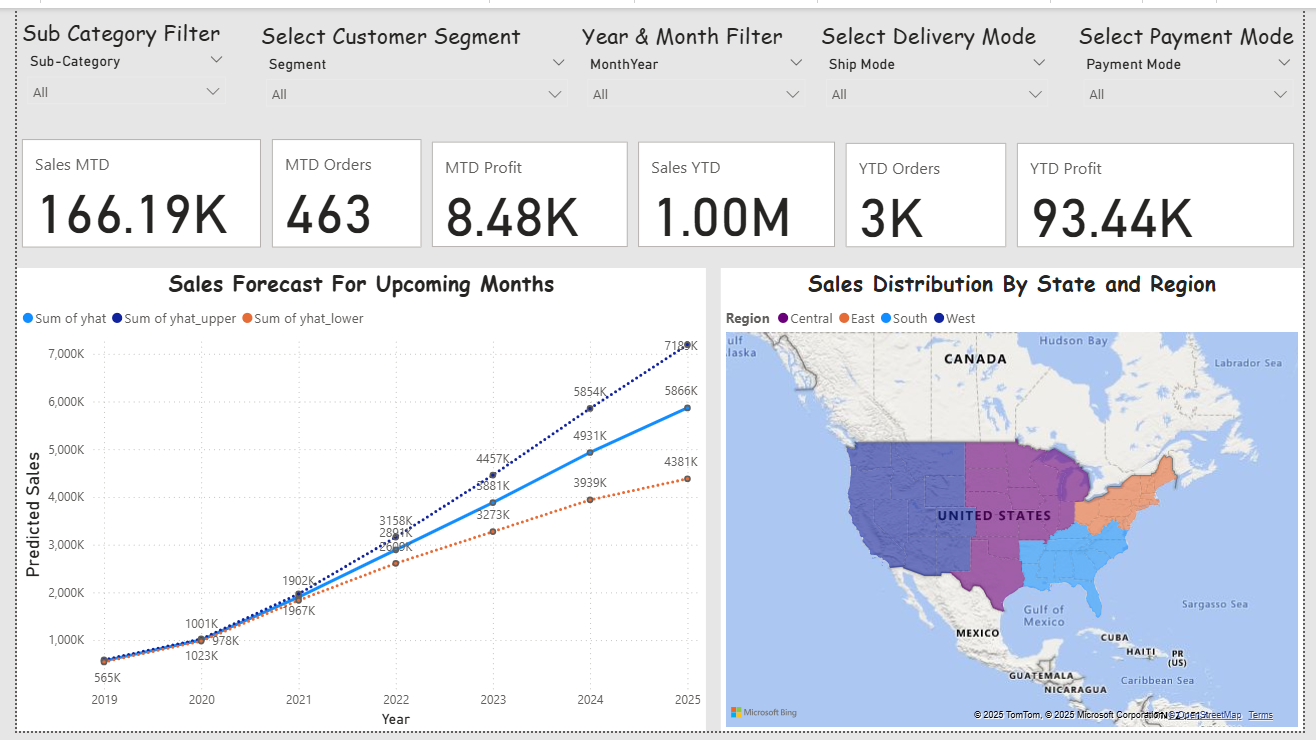 Sub Category Filter
Select Customer Segment
Year & Month Filter
Select Delivery Mode
Select Payment Mode
Sub-Category
Segment
MonthYear
Ship Mode
Payment Mode
All
All
All
All
All
Sales MTD
166.19K
MTD Orders
463
MTD Profit
8.48K
Sales YTD
1.00M
YTD Orders
3K
YTD Profit
93.44K
Sales Forecast For Upcoming Months
Sum of yhat
Sum of yhat_upper
Sum of yhat_lower
Predicted Sales
7,000K
6,000K
5,000K
4,000K
3,000K
2,000K
1,000K
5866K
5854K
4931K
4381K
4457K
3939K
3273K
3158K
1902K
1967K
1001K
978K
1023K
565K
2019
2020
2021
2022
2023
2024
2025
Year
Sales Distribution By State and Region
Region
Central
East
South
West
CANADA
Hudson Bay
Labrador Sea
UNITED STATES
Gulf of
Mexico
Sargasso Sea
MEXICO
CUBA
HAITI
PR
(US)
GUATEMALA
Caribbean Sea
NICARAGUA
Microsoft Bing
© 2025 TomTom, © 2025 Microsoft Corporation, © OpenStreetMap
Terms